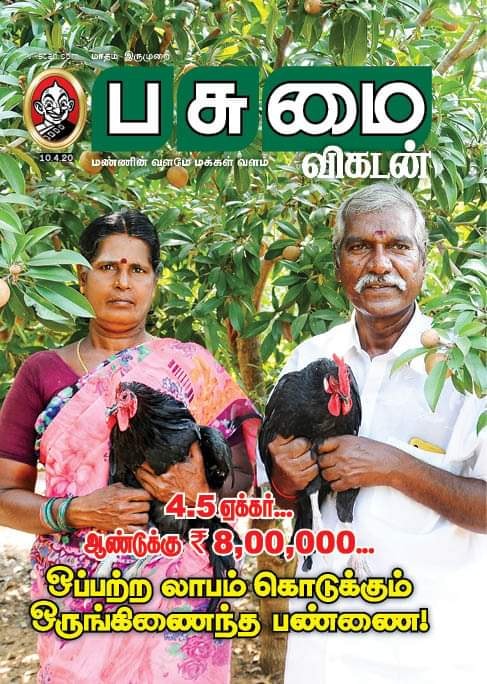 மாதம் இருமுறை
பசுமை
1086
10.4.20
மண்ணின் வளமே மக்கள் வளம்
விகடன்
4.5 ஏக்கர்...
ஆண்டுக்கு ₹ 8,00,000...
ஒப்பற்ற லாபம் கொடுக்கும்
ஒருங்கிணைந்த பண்ணை!